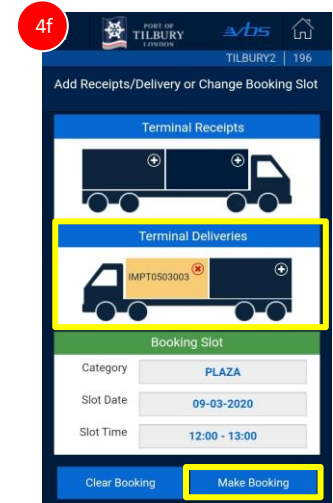 4f
PORT OF
TILBURY
LONDON
vbs
TILBURY2 | 196
Add Receipts/Delivery or Change Booking Slot
Terminal Receipts
Terminal Deliveries
IMPT0503003
Booking Slot
Category PLAZA
Slot Date 09-03-2020
Slot Time 12:00 - 13:00
Clear Booking Make Booking